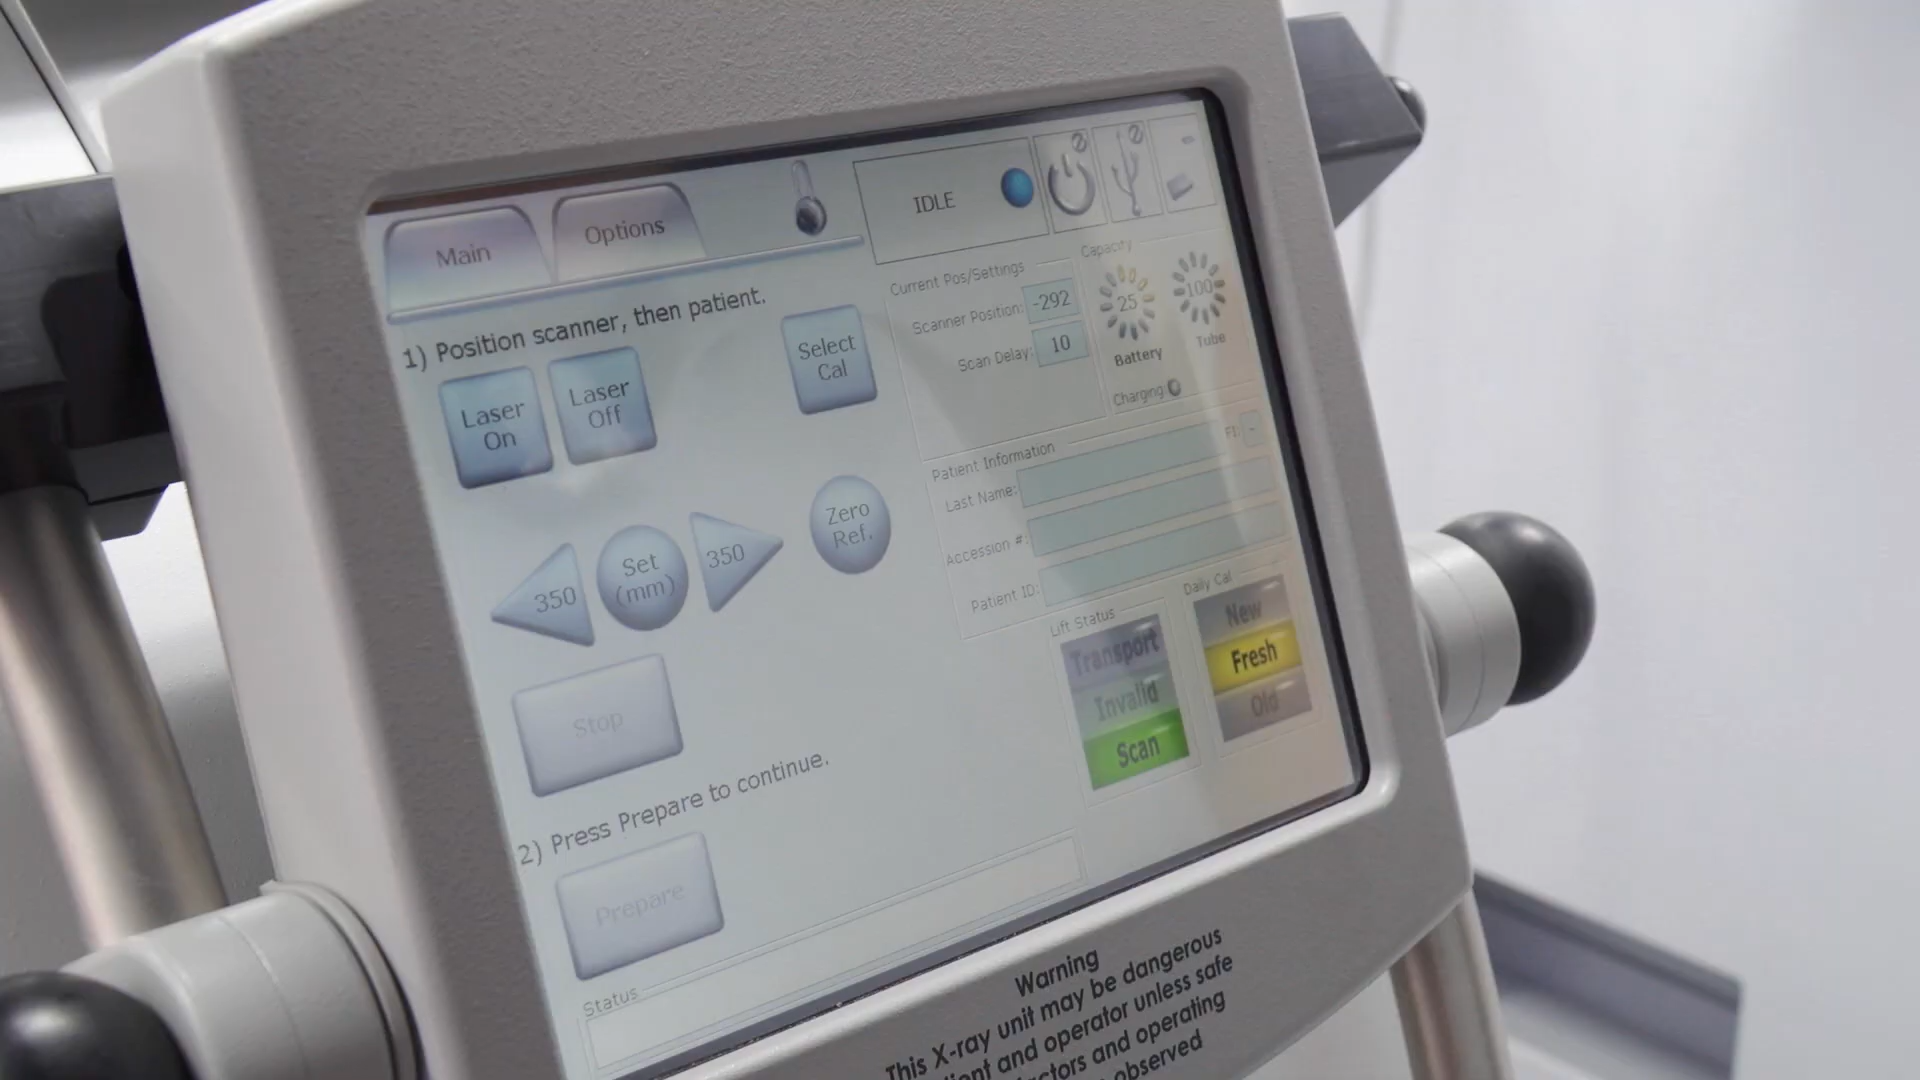 Main
Options
IDLE
1) Position scanner, then patient.
Laser
On
Laser
Off
Select
Cal
350
Set
(mm)
350
Zero
Ref.
Stop
2) Press Prepare to continue.
Prepare
Status
Current Pos/Settings
Scanner Position: -292
Scan Delay: 10
Capacity
25
Battery
100
Tube
Charging
Patient Information
FI: -
Last Name:
Accession #:
Patient ID:
Lift Status
Transport
Invalid
Scan
Daily Cal
New
Fresh
Old
Warning
This X-ray unit may be dangerous
and operator unless safe
and operating
observed